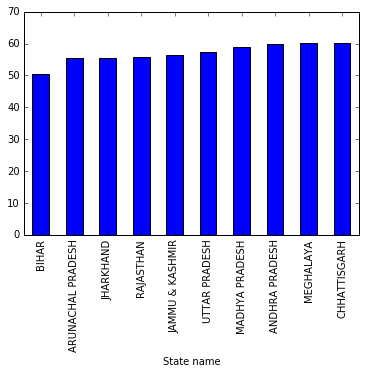 70
60
50
40
30
20
10
0
BIHAR
ARUNACHAL PRADESH
JHARKHAND
RAJASTHAN
JAMMU & KASHMIR
UTTAR PRADESH
MADHYA PRADESH
ANDHRA PRADESH
MEGHALAYA
CHHATTISGARH
State name